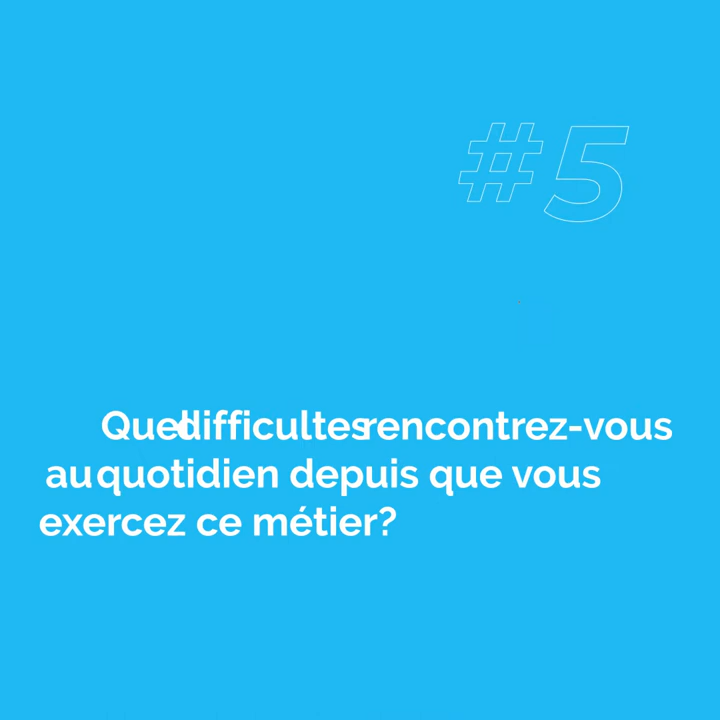 #5
Quel difficultes rencontrez-vous
au quotidien depuis que vous
exercez ce métier?